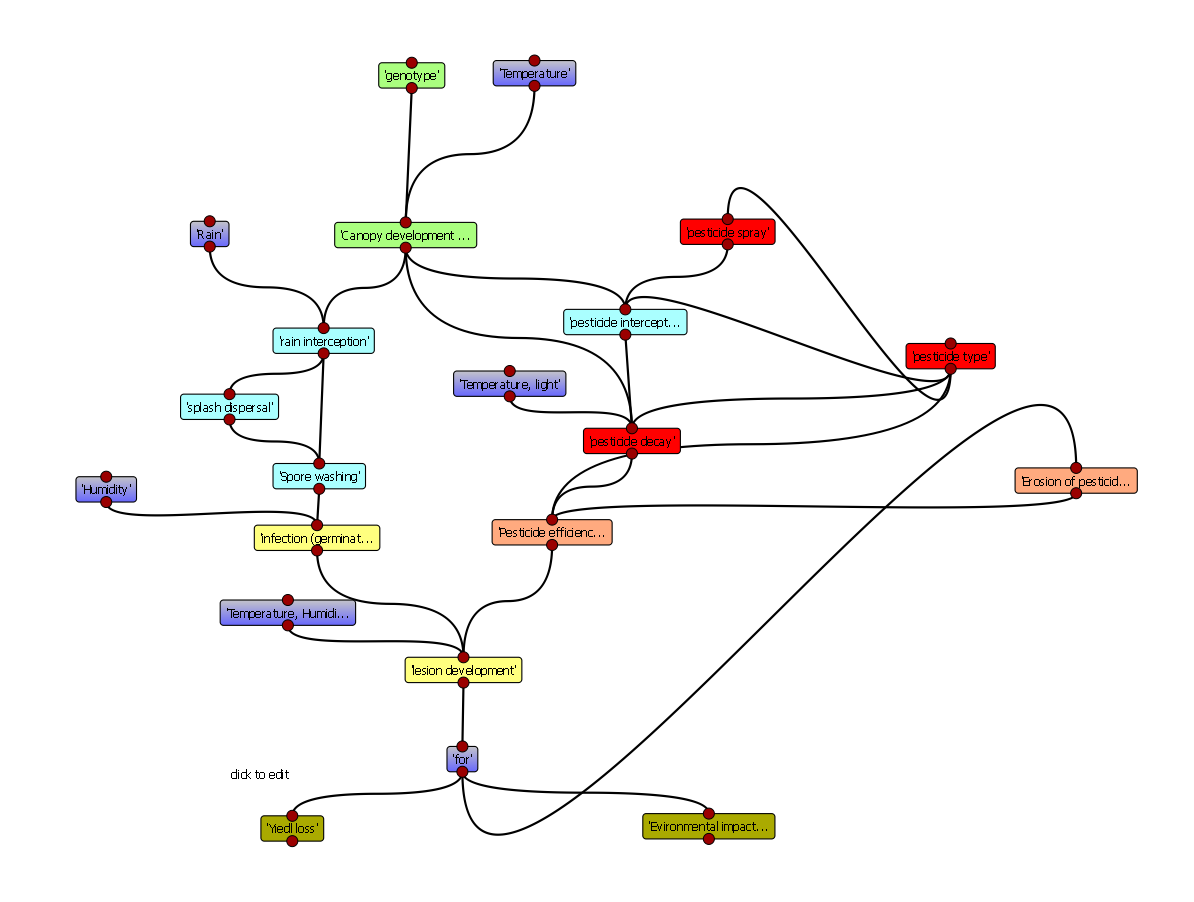 'genotype'
'Temperature'
'Rain'
'Canopy development ...
'pesticide spray'
'pesticide intercept...
'rain interception'
'pesticide type'
'Temperature, light'
'splash dispersal'
'pesticide decay'
'Spore washing'
'Erosion of pesticid...
'Humidity'
'Pesticide efficienc...
'infection (germinat...
'Temperature, Humidi...
'lesion development'
'for'
click to edit
'Yiedl loss'
'Evironmental impact...